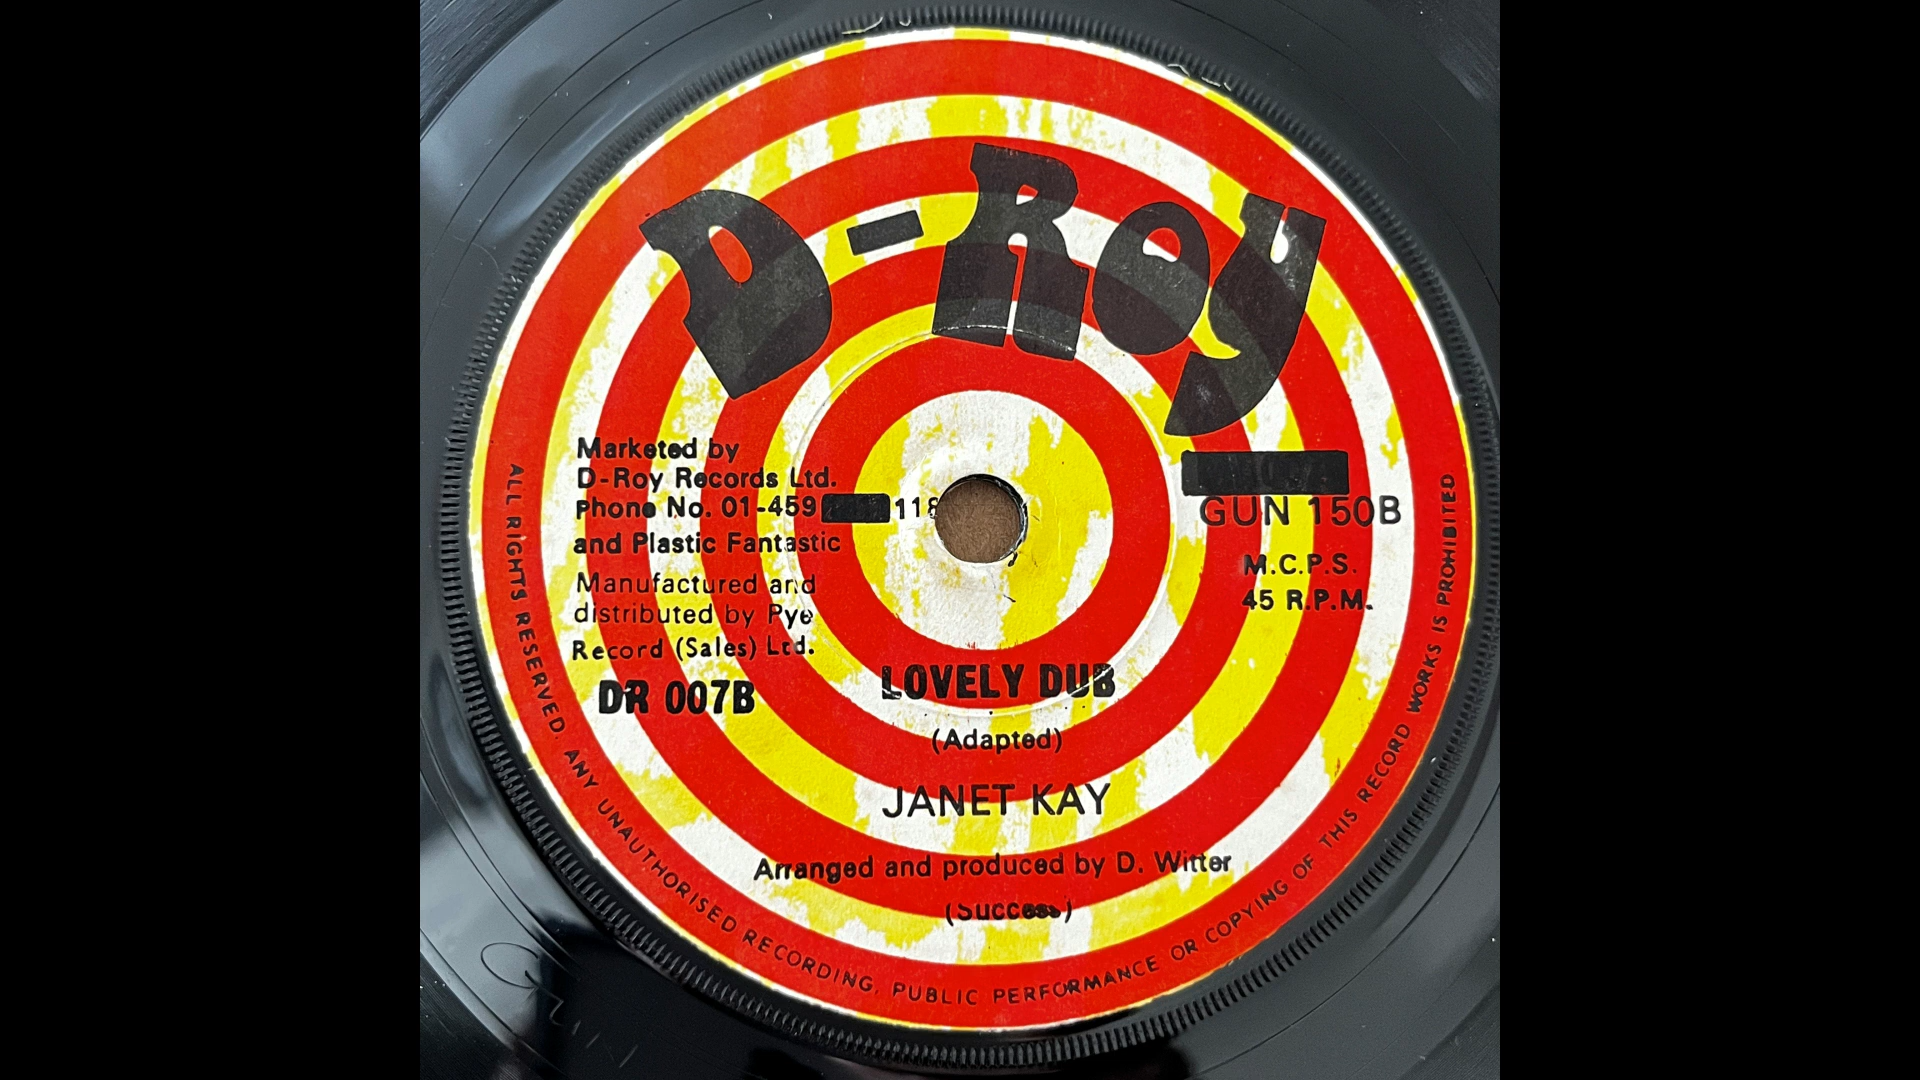 D-Roy
Marketed by
D-Roy Records Ltd.
Phone No. 01-459 118
and Plastic Fantastic
Manufactured and
distributed by Pye
Record (Sales) Ltd.
DR 007B
GUN 150B
M.C.P.S.
45 R.P.M.
LOVELY DUB
(Adapted)
JANET KAY
Arranged and produced by D. Witter
(Success)
ALL RIGHTS RESERVED. ANY UNAUTHORISED RECORDING, PUBLIC PERFORMANCE OR COPYING OF THIS RECORD WORKS IS PROHIBITED